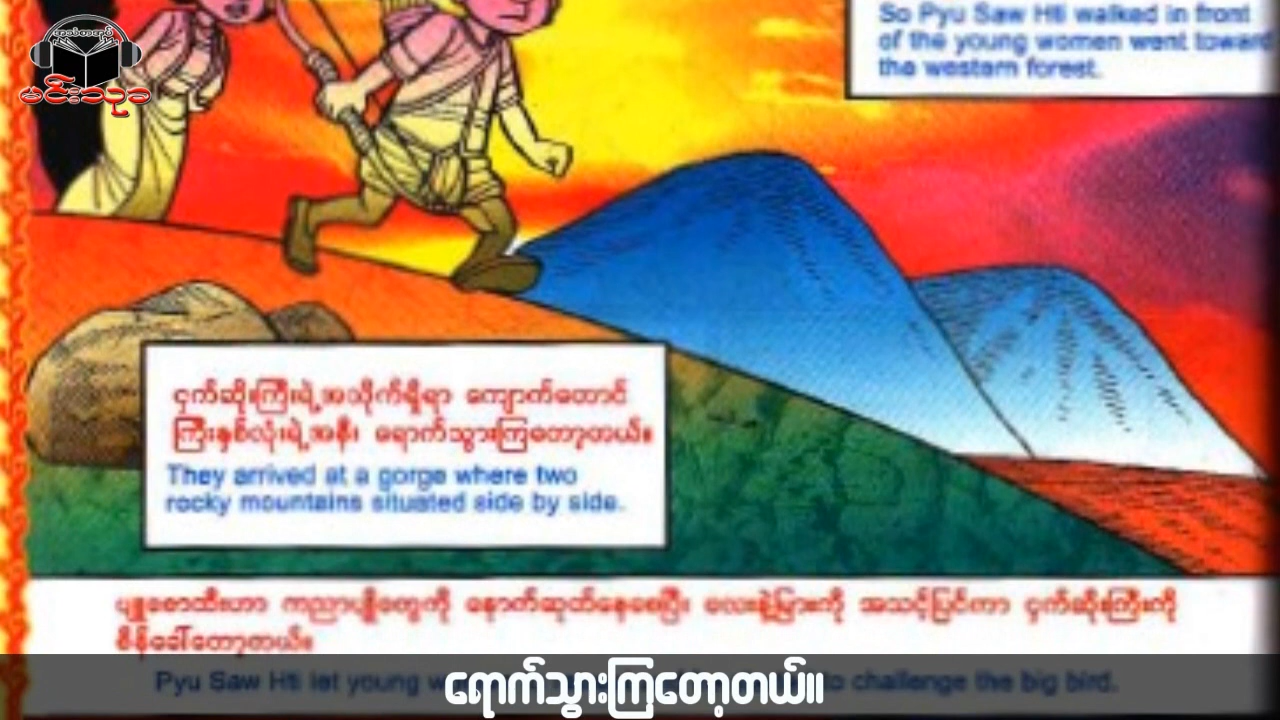 မင်းသုခ
So Pyu Saw Hti walked in front
of the young women went toward
the western forest.
ငှက်ဆိုးကြီးရဲ့အသိုက်ရှိရာ ကျောက်တောင်
ကြီးနှစ်လုံးရဲ့အနီး ရောက်သွားကြတော့တယ်။
They arrived at a gorge where two
rocky mountains situated side by side.
ပျူစောထီးဟာ ကညာပျိုတွေကို နောက်ဆုတ်နေစေပြီး လေးနဲ့မြားကို အသင့်ပြင်ကာ ငှက်ဆိုးကြီးကို
စိန်ခေါ်တော့တယ်။
Pyu Saw Hti let young to challenge the big bird.
ရောက်သွားကြတော့တယ်။